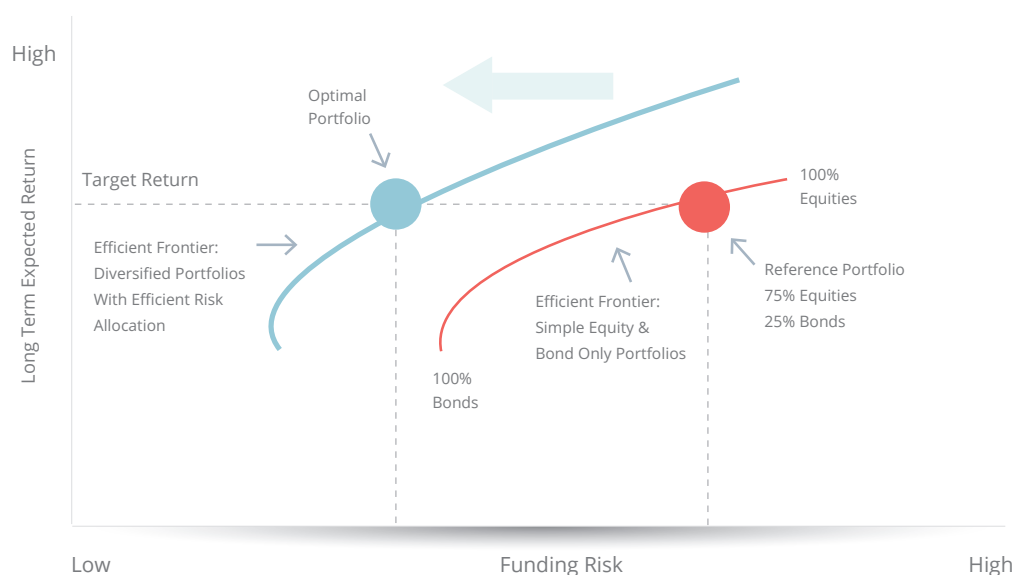 High
Optimal
Portfolio
Target Return
100%
Equities
Long Term Expected Return
Efficient Frontier:
Diversified Portfolios
With Efficient Risk
Allocation
Reference Portfolio
75% Equities
25% Bonds
Efficient Frontier:
Simple Equity &
Bond Only Portfolios
100%
Bonds
Low
Funding Risk
High